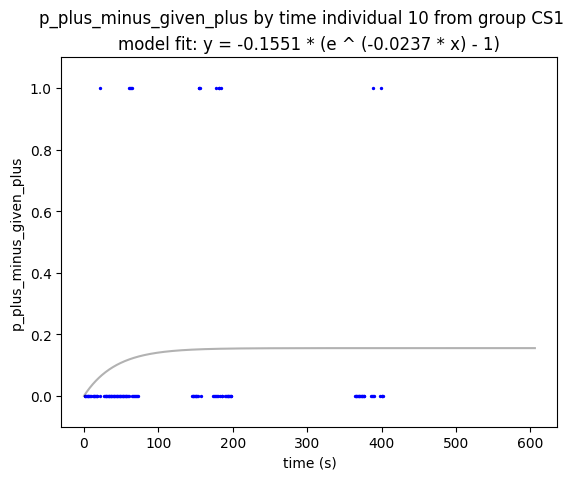 p_plus_minus_given_plus by time individual 10 from group CS1
model fit: y = -0.1551 * (e ^ (-0.0237 * x) - 1)
p_plus_minus_given_plus
1.0
0.8
0.6
0.4
0.2
0.0
0 100 200 300 400 500 600
time (s)